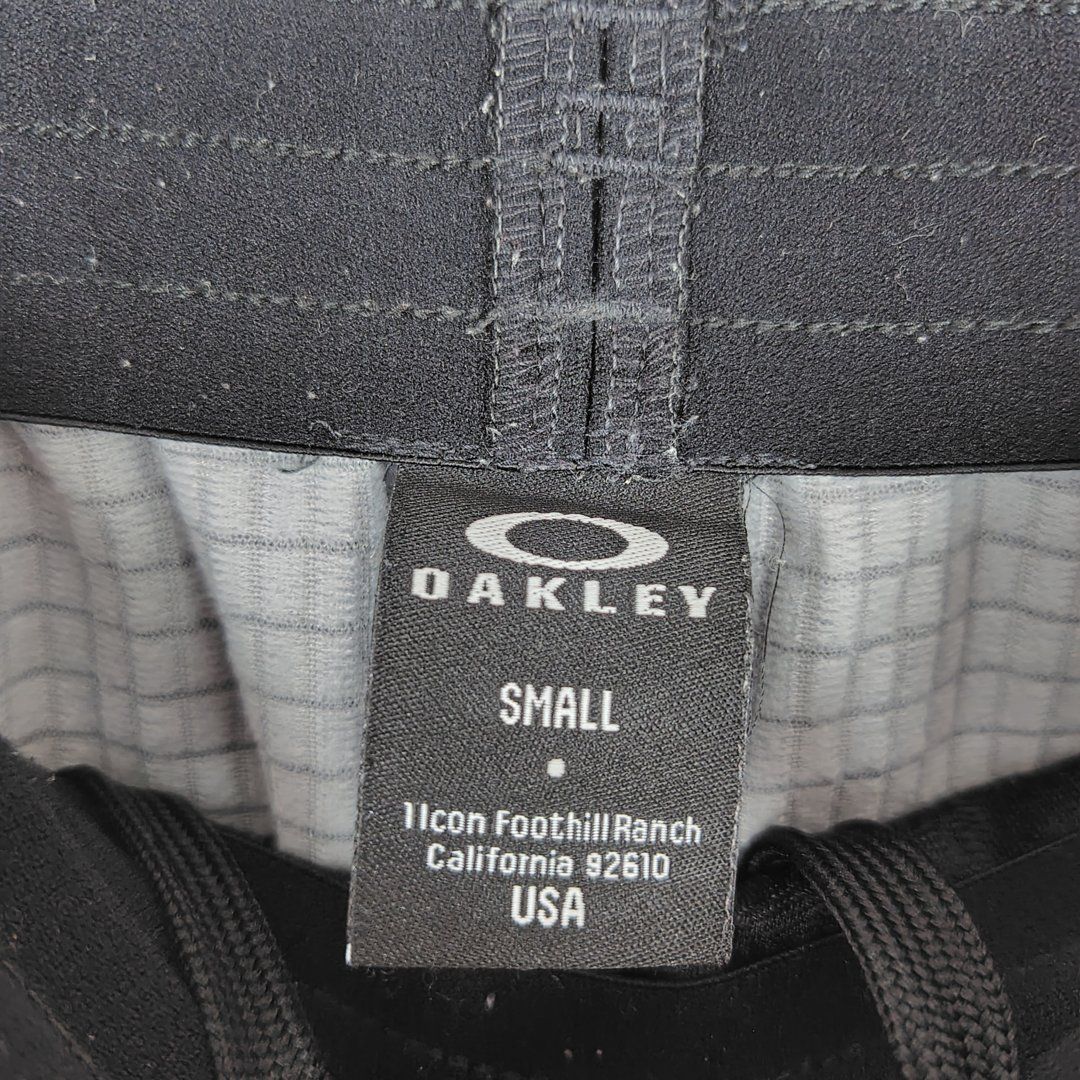 OAKLEY
SMALL
1 Icon Foothill Ranch
California 92610
USA